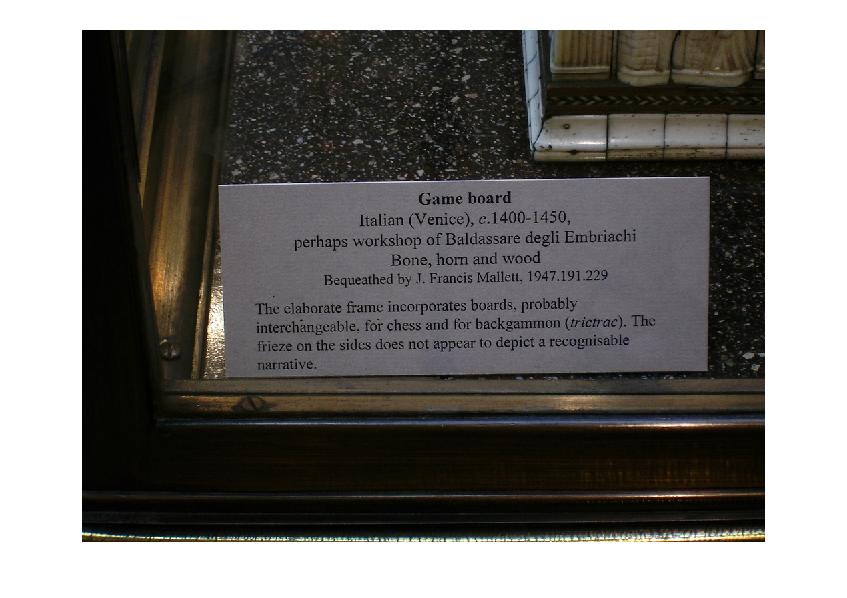 Game board
Italian (Venice), c.1400-1450,
perhaps workshop of Baldassare degli Embriachi
Bone, horn and wood
Bequeathed by J. Francis Mallett, 1947.191.229
The elaborate frame incorporates boards, probably
interchangeable, for chess and for backgammon (trictrac). The
frieze on the sides does not appear to depict a recognisable
narrative.